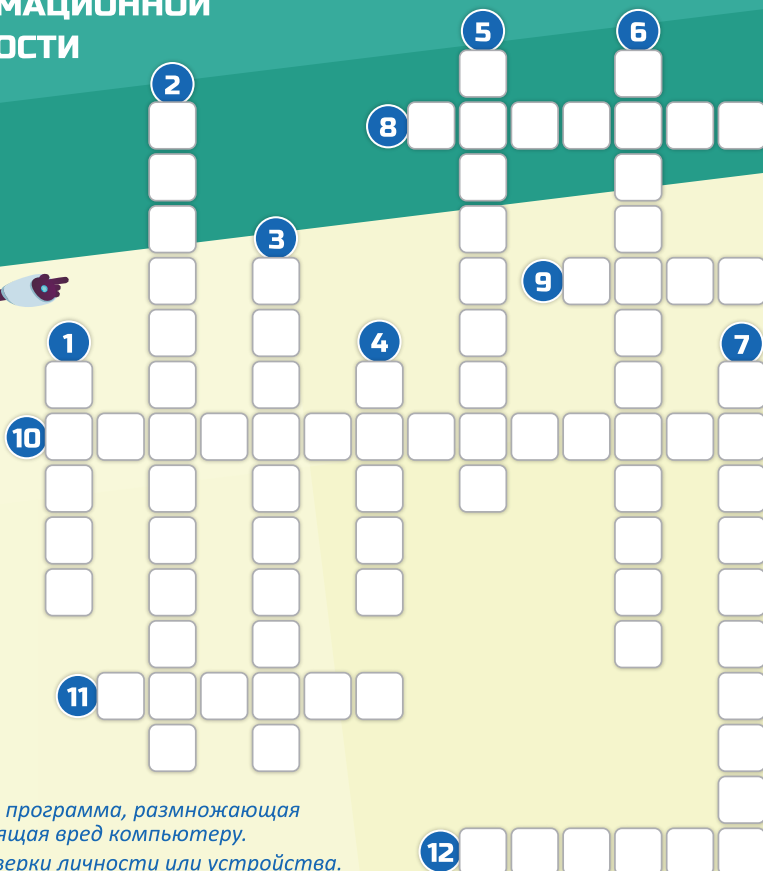 МАЦИОННОЙ
ОСТИ
5
6
2
8
3
9
1
4
7
10
11
программа, размножающая
ящая вред компьютеру.
верки личности или устройства.
12